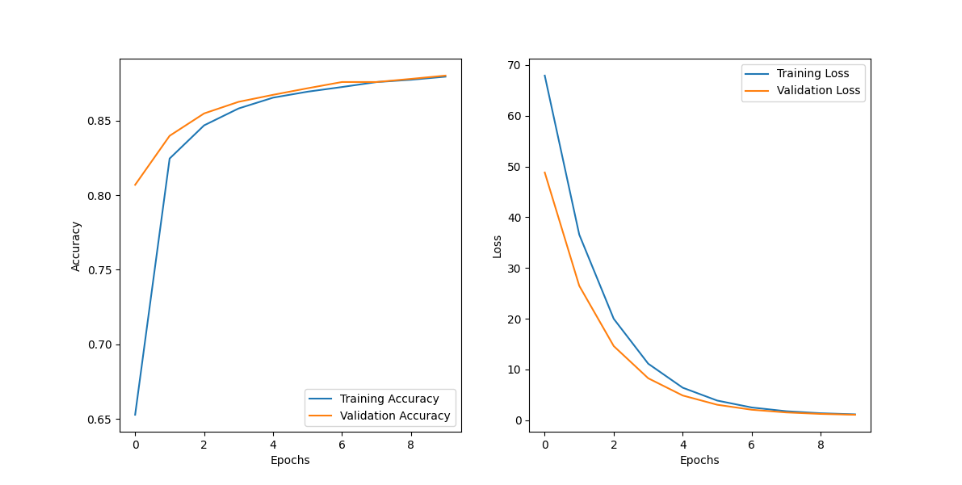 0.85
0.80
0.75
0.70
0.65
Accuracy
0 2 4 6 8
Epochs
Training Accuracy
Validation Accuracy
70
60
50
40
30
20
10
0
Loss
0 2 4 6 8
Epochs
Training Loss
Validation Loss